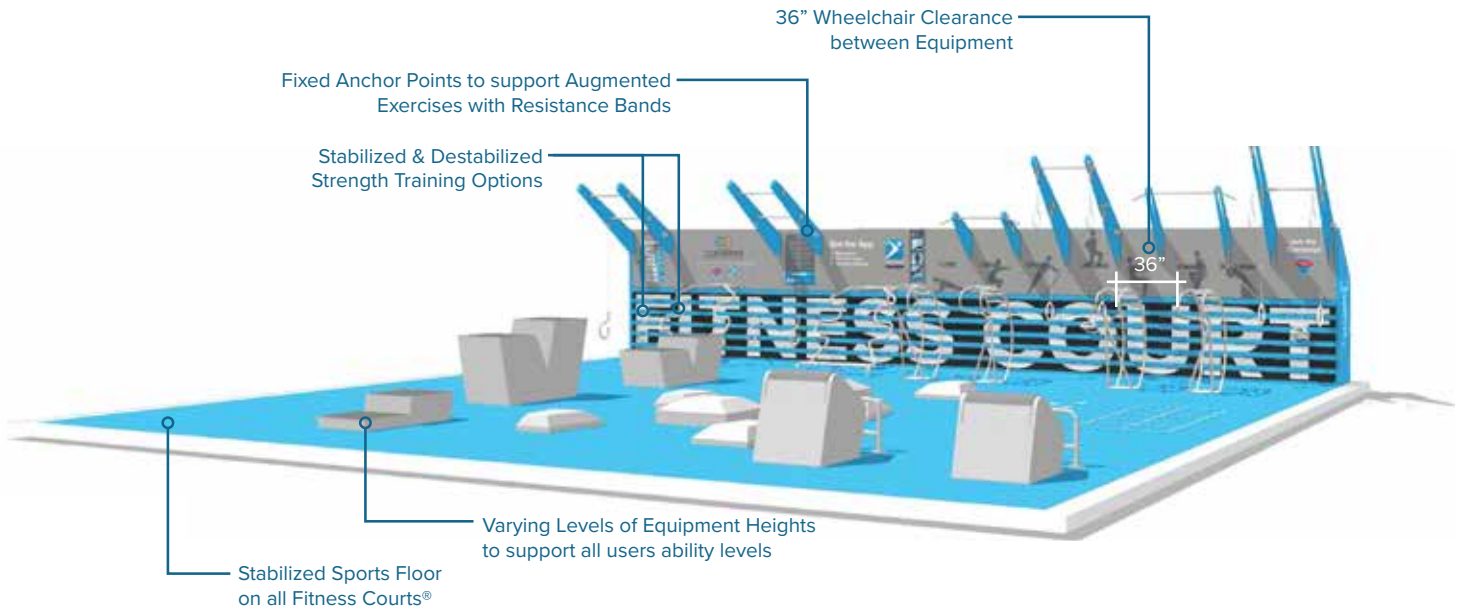 36” Wheelchair Clearance
between Equipment
Fixed Anchor Points to support Augmented
Exercises with Resistance Bands
Stabilized & Destabilized
Strength Training Options
36”
FITNESS COURT
Varying Levels of Equipment Heights
to support all users ability levels
Stabilized Sports Floor
on all Fitness Courts®